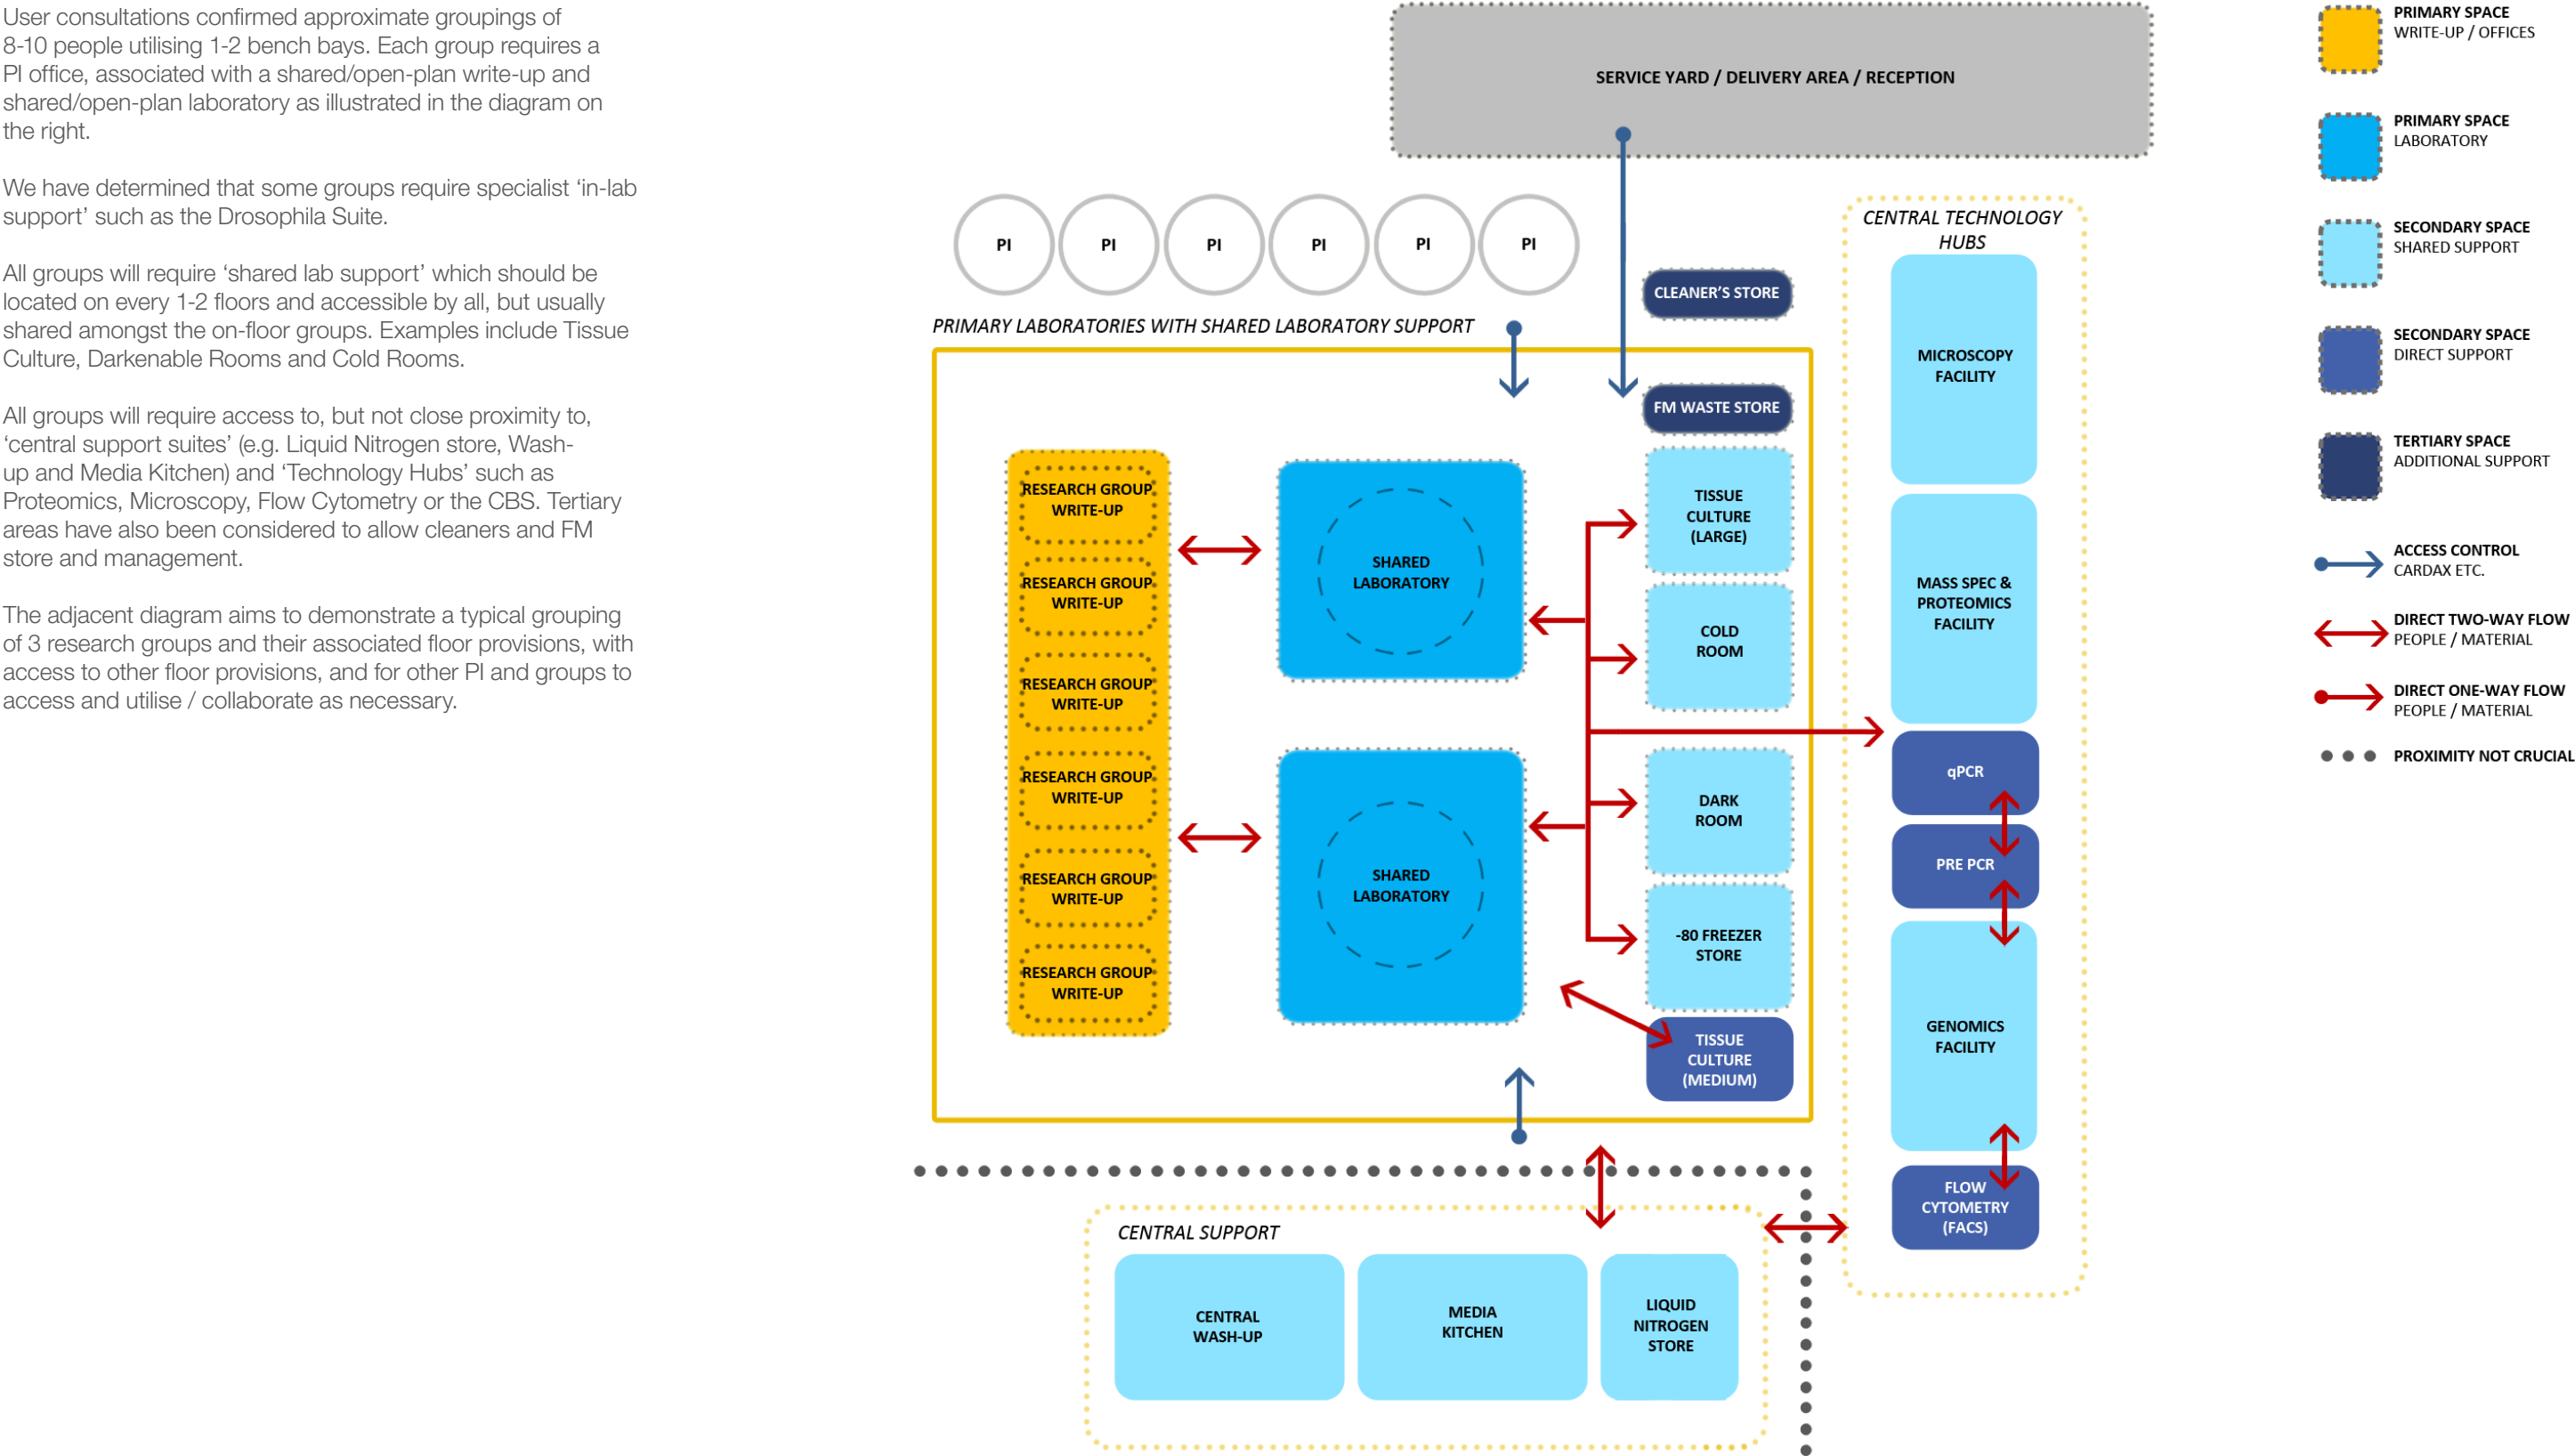 User consultations confirmed approximate groupings of
8-10 people utilising 1-2 bench bays. Each group requires a
PI office, associated with a shared/open-plan write-up and
shared/open-plan laboratory as illustrated in the diagram on
the right.
We have determined that some groups require specialist ‘in-lab
support’ such as the Drosophila Suite.
All groups will require ‘shared lab support’ which should be
located on every 1-2 floors and accessible by all, but usually
shared amongst the on-floor groups. Examples include Tissue
Culture, Darkenable Rooms and Cold Rooms.
All groups will require access to, but not close proximity to,
‘central support suites’ (e.g. Liquid Nitrogen store, Wash-
up and Media Kitchen) and ‘Technology Hubs’ such as
Proteomics, Microscopy, Flow Cytometry or the CBS. Tertiary
areas have also been considered to allow cleaners and FM
store and management.
The adjacent diagram aims to demonstrate a typical grouping
of 3 research groups and their associated floor provisions, with
access to other floor provisions, and for other PI and groups to
access and utilise / collaborate as necessary.
SERVICE YARD / DELIVERY AREA / RECEPTION
PI
PI
PI
PI
PI
PI
CLEANER’S STORE
PRIMARY LABORATORIES WITH SHARED LABORATORY SUPPORT
FM WASTE STORE
RESEARCH GROUP
WRITE-UP
RESEARCH GROUP
WRITE-UP
RESEARCH GROUP
WRITE-UP
RESEARCH GROUP
WRITE-UP
RESEARCH GROUP
WRITE-UP
RESEARCH GROUP
WRITE-UP
SHARED
LABORATORY
SHARED
LABORATORY
TISSUE
CULTURE
(LARGE)
COLD
ROOM
DARK
ROOM
-80 FREEZER
STORE
TISSUE
CULTURE
(MEDIUM)
CENTRAL TECHNOLOGY
HUBS
MICROSCOPY
FACILITY
MASS SPEC &
PROTEOMICS
FACILITY
qPCR
PRE PCR
GENOMICS
FACILITY
FLOW
CYTOMETRY
(FACS)
CENTRAL SUPPORT
CENTRAL
WASH-UP
MEDIA
KITCHEN
LIQUID
NITROGEN
STORE
PRIMARY SPACE
WRITE-UP / OFFICES
PRIMARY SPACE
LABORATORY
SECONDARY SPACE
SHARED SUPPORT
SECONDARY SPACE
DIRECT SUPPORT
TERTIARY SPACE
ADDITIONAL SUPPORT
ACCESS CONTROL
CARDAX ETC.
DIRECT TWO-WAY FLOW
PEOPLE / MATERIAL
DIRECT ONE-WAY FLOW
PEOPLE / MATERIAL
PROXIMITY NOT CRUCIAL